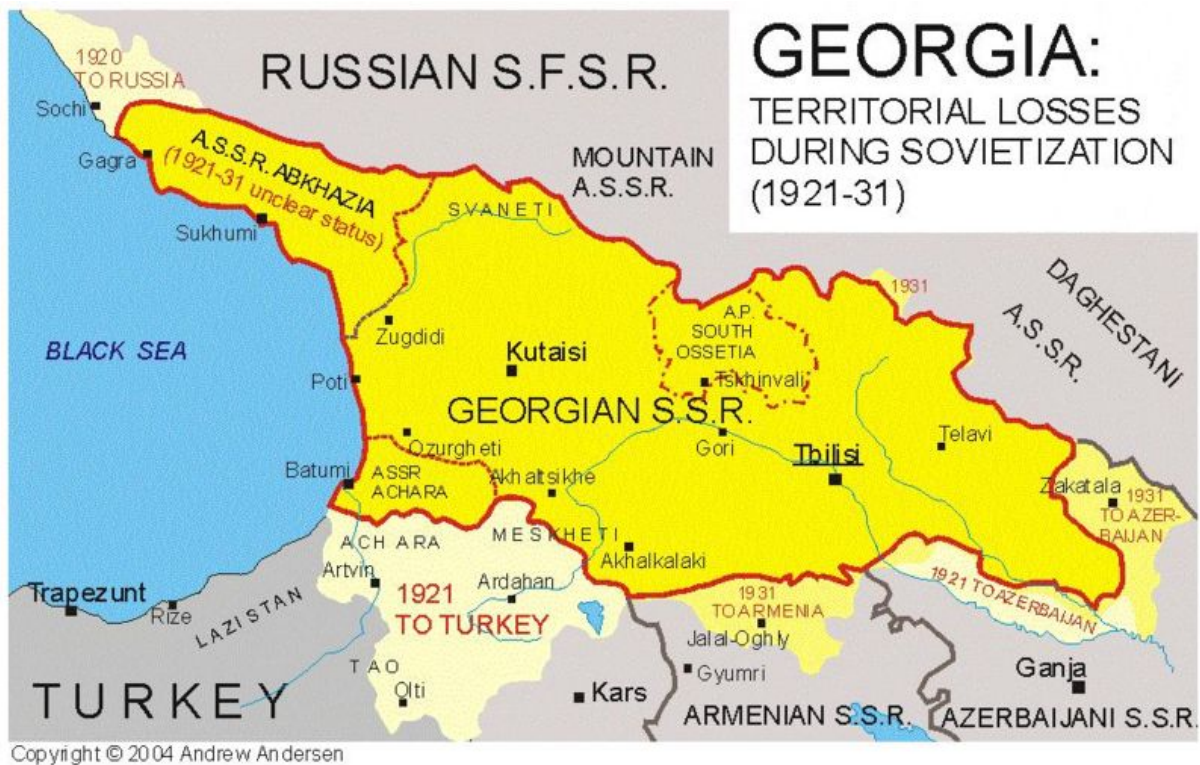 GEORGIA:
TERRITORIAL LOSSES
DURING SOVIETIZATION
(1921-31)
1920
TO RUSSIA
RUSSIAN S.F.S.R.
Sochi
MOUNTAIN
A.S.S.R.
Gagra
A.S.S.R. ABKHAZIA
(1921-31 unclear status)
SVANETI
Sukhumi
1931
DAGHESTANI
A.S.S.R.
A.P.
SOUTH
OSSETIA
Zugdidi
BLACK SEA
Kutaisi
Poti
Tskhinvali
GEORGIAN S.S.R.
Ozurgheti
Gori
Telavi
Tbilisi
Batumi
ASSR
ACHARA
Akhaltsikhe
Zakatala
1931
TO AZER-
BAIJAN
ACHARA
MESKHETI
Akhalkalaki
Artvin
Ardahan
1921 TO AZERBAIJAN
Trapezunt
Rize
LAZISTAN
1921
TO TURKEY
1931
TO ARMENIA
Jalal-Oghly
Gyumri
TAO
Olti
Kars
Ganja
TURKEY
ARMENIAN S.S.R.
AZERBAIJANI S.S.R.
Copyright © 2004 Andrew Andersen